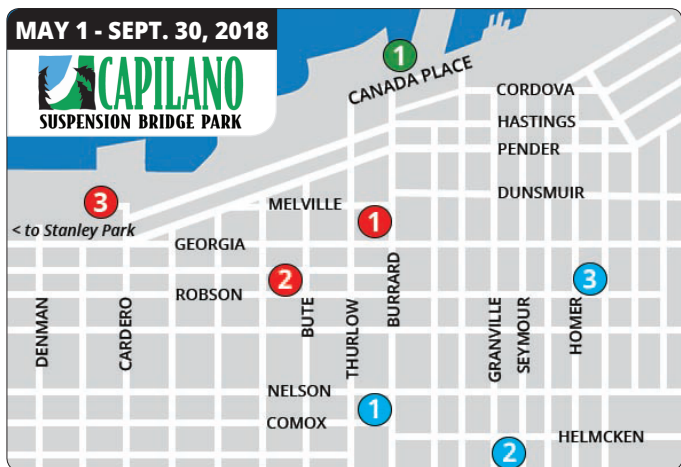 MAY 1 - SEPT. 30, 2018
CAPILANO
SUSPENSION BRIDGE PARK
1
CANADA PLACE
CORDOVA
HASTINGS
PENDER
DUNSMUIR
3
MELVILLE
1
< to Stanley Park
GEORGIA
2
3
ROBSON
DENMAN
CARDERO
BUTE
THURLOW
BURRARD
GRANVILLE
SEYMOUR
HOMER
NELSON
1
COMOX
HELMCKEN
2